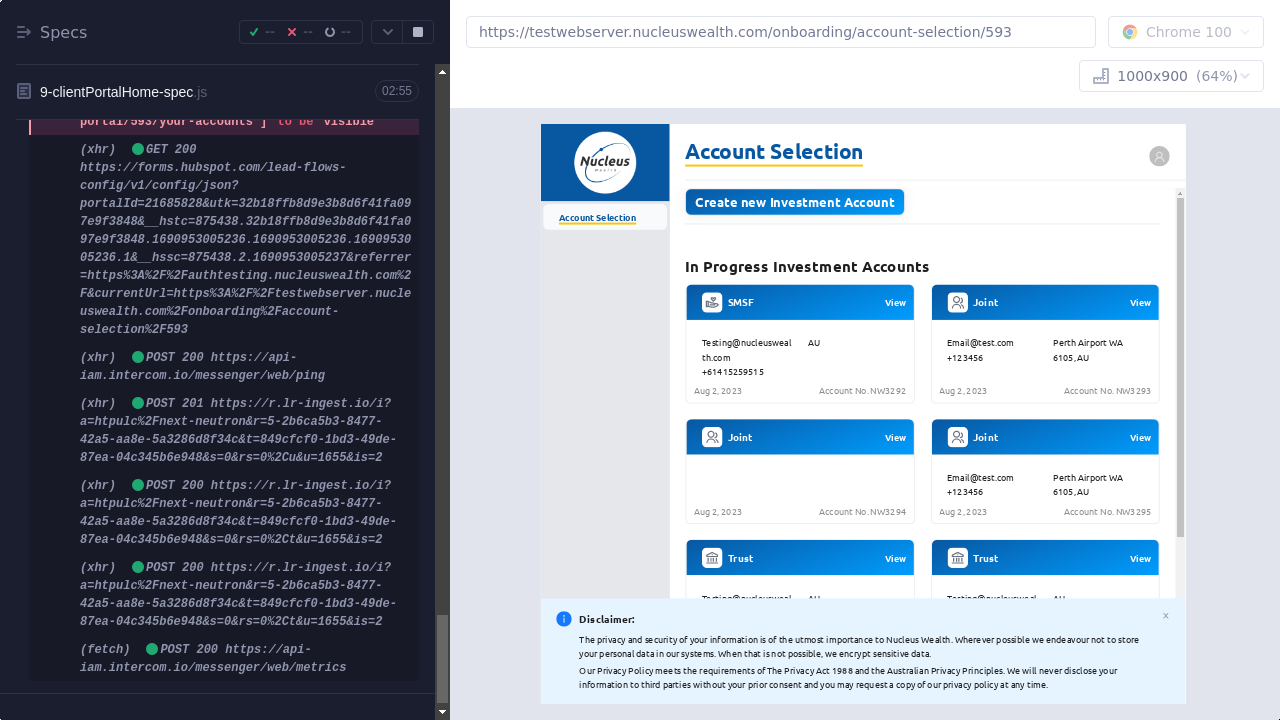 Specs
--
--
--
https://testwebserver.nucleuswealth.com/onboarding/account-selection/593
Chrome 100
1000x900 (64%)
9-clientPortalHome-spec.js
02:55
portal/593/your-accounts"] to be visible
(xhr) GET 200
https://forms.hubspot.com/lead-flows-
config/v1/config/json?
portalId=21685828&utk=32b18ffb8d9e3b8d6f41fa09
7e9f3848&__hstc=875438.32b18ffb8d9e3b8d6f41fa0
97e9f3848.1690953005236.1690953005236.16909530
05236.1&__hssc=875438.2.1690953005237&referrer
=https%3A%2F%2Fauthtesting.nucleuswealth.com%2
F&currentUrl=https%3A%2F%2Ftestwebserver.nucle
uswealth.com%2Fonboarding%2Faccount-
selection%2F593
(xhr) POST 200 https://api-
iam.intercom.io/messenger/web/ping
(xhr) POST 201 https://r.lr-ingest.io/i?
a=htpulc%2Fnext-neutron&r=5-2b6ca5b3-8477-
42a5-aa8e-5a3286d8f34c&t=849cfcf0-1bd3-49de-
87ea-04c345b6e948&s=0&rs=0%2Cu&u=1655&is=2
(xhr) POST 200 https://r.lr-ingest.io/i?
a=htpulc%2Fnext-neutron&r=5-2b6ca5b3-8477-
42a5-aa8e-5a3286d8f34c&t=849cfcf0-1bd3-49de-
87ea-04c345b6e948&s=0&rs=0%2Ct&u=1655&is=2
(xhr) POST 200 https://r.lr-ingest.io/i?
a=htpulc%2Fnext-neutron&r=5-2b6ca5b3-8477-
42a5-aa8e-5a3286d8f34c&t=849cfcf0-1bd3-49de-
87ea-04c345b6e948&s=0&rs=0%2Ct&u=1655&is=2
(fetch) POST 200 https://api-
iam.intercom.io/messenger/web/metrics
Nucleus
Wealth
Account Selection
Account Selection
Create new Investment Account
In Progress Investment Accounts
SMSF
View
Testing@nucleusweal
th.com
+61415259515
AU
Aug 2, 2023
Account No. NW3292
Joint
View
Email@test.com
+123456
Perth Airport WA
6105, AU
Aug 2, 2023
Account No. NW3293
Joint
View
Aug 2, 2023
Account No. NW3294
Joint
View
Email@test.com
+123456
Perth Airport WA
6105, AU
Aug 2, 2023
Account No. NW3295
Trust
View
Testing@nucleusweal
AU
Trust
View
Testing@nucleusweal
AU
Disclaimer:
The privacy and security of your information is of the utmost importance to Nucleus Wealth. Wherever possible we endeavour not to store
your personal data in our systems. When that is not possible, we encrypt sensitive data.
Our Privacy Policy meets the requirements of The Privacy Act 1988 and the Australian Privacy Principles. We will never disclose your
information to third parties without your prior consent and you may request a copy of our privacy policy at any time.